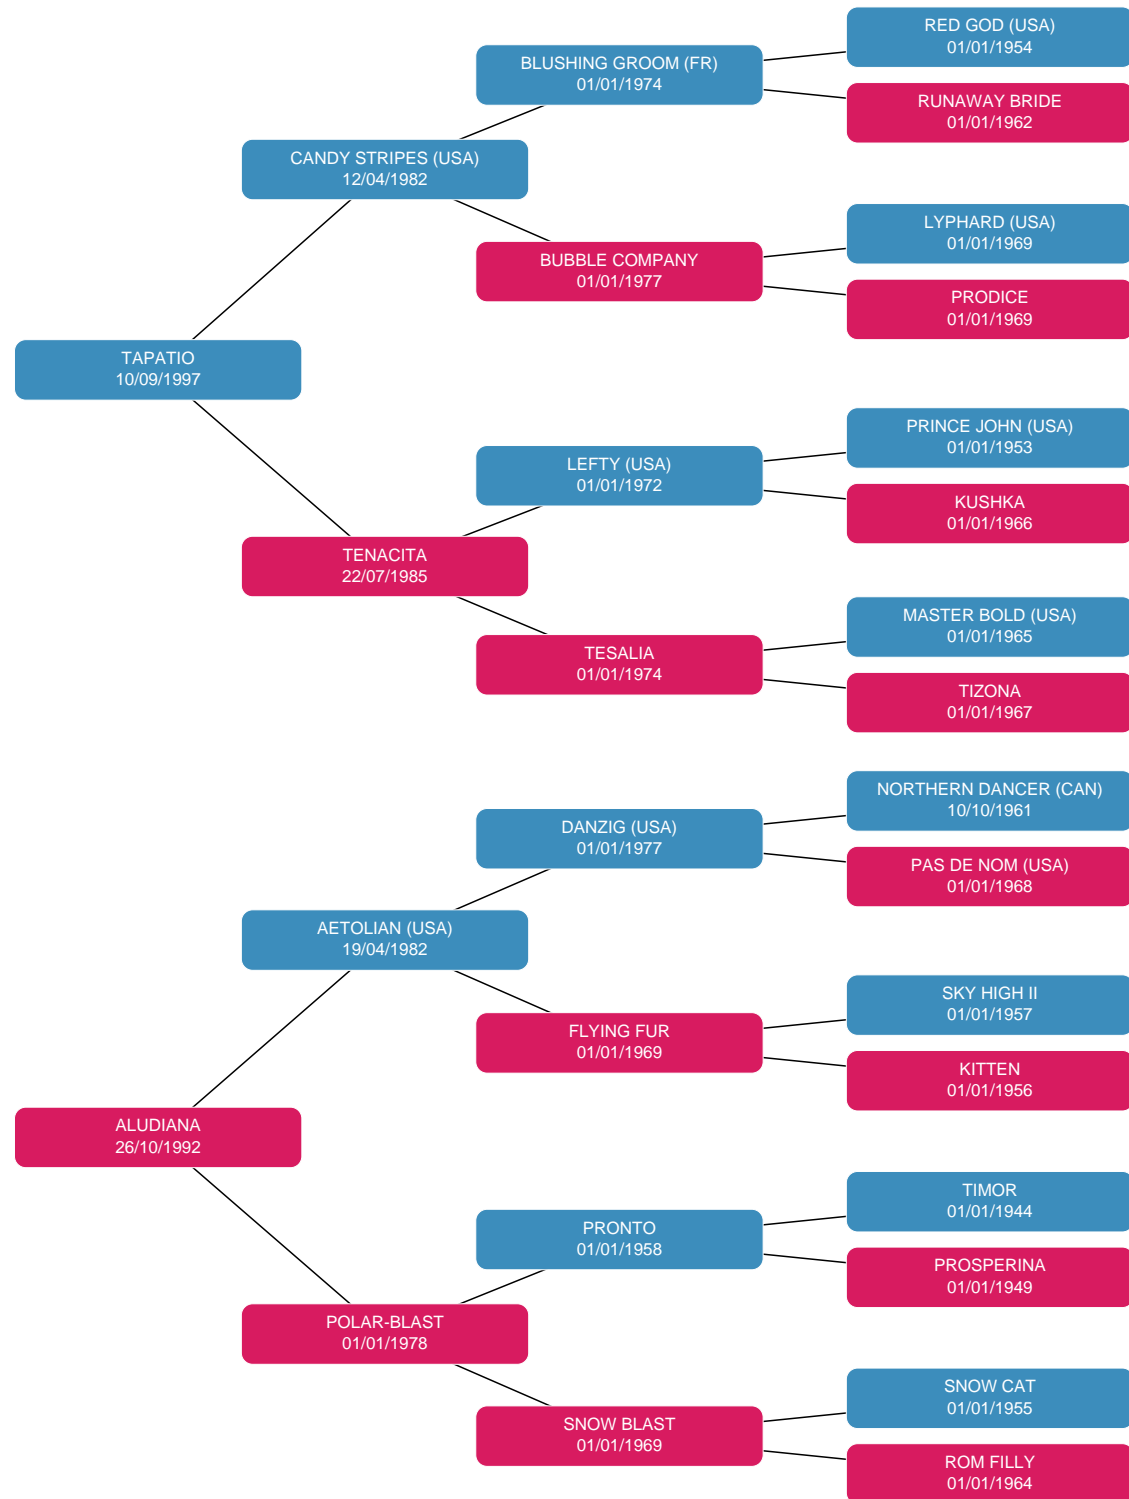 RED GOD (USA)
01/01/1954
BLUSHING GROOM (FR)
01/01/1974
RUNAWAY BRIDE
01/01/1962
CANDY STRIPES (USA)
12/04/1982
LYPHARD (USA)
01/01/1969
BUBBLE COMPANY
01/01/1977
PRODICE
01/01/1969
TAPATIO
10/09/1997
PRINCE JOHN (USA)
01/01/1953
LEFTY (USA)
01/01/1972
KUSHKA
01/01/1966
TENACITA
22/07/1985
MASTER BOLD (USA)
01/01/1965
TESALIA
01/01/1974
TIZONA
01/01/1967
NORTHERN DANCER (CAN)
10/10/1961
DANZIG (USA)
01/01/1977
PAS DE NOM (USA)
01/01/1968
AETOLIAN (USA)
19/04/1982
SKY HIGH II
01/01/1957
FLYING FUR
01/01/1969
KITTEN
01/01/1956
ALUDIANA
26/10/1992
TIMOR
01/01/1944
PRONTO
01/01/1958
PROSPERINA
01/01/1949
POLAR-BLAST
01/01/1978
SNOW CAT
01/01/1955
SNOW BLAST
01/01/1969
ROM FILLY
01/01/1964